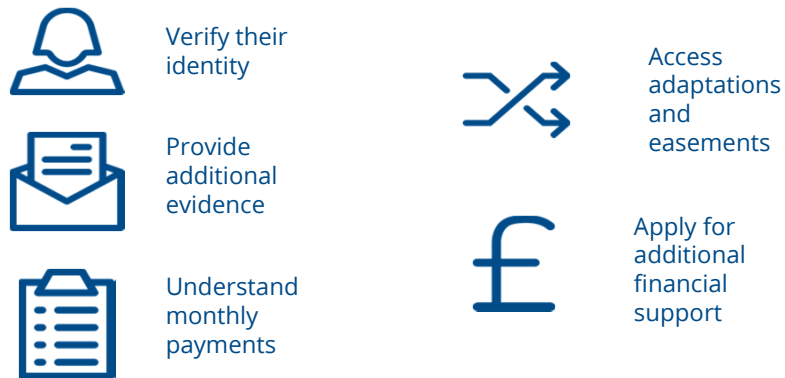 Verify their
identity
Provide
additional
evidence
Understand
monthly
payments
Access
adaptations
and
easements
£
Apply for
additional
financial
support